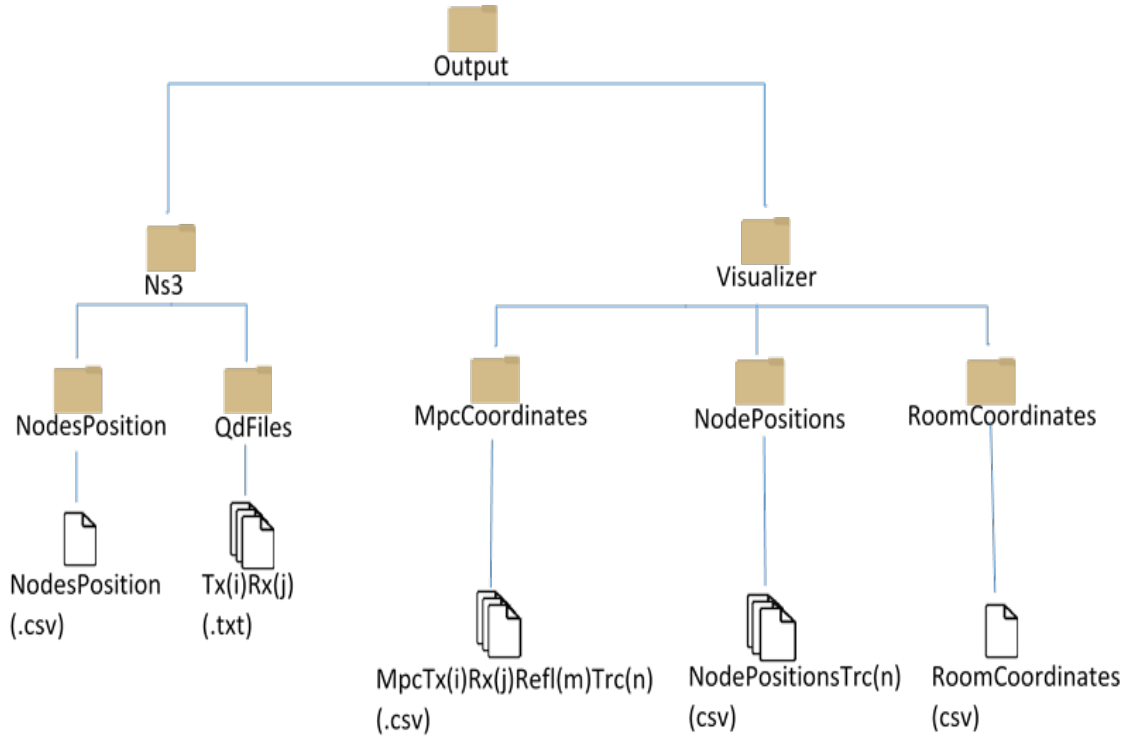 Output
Ns3
Visualizer
NodesPosition
QdFiles
MpcCoordinates
NodePositions
RoomCoordinates
NodesPosition
(.csv)
Tx(i)Rx(j)
(.txt)
MpcTx(i)Rx(j)Refl(m)Trc(n)
(.csv)
NodePositionsTrc(n)
(csv)
RoomCoordinates
(csv)